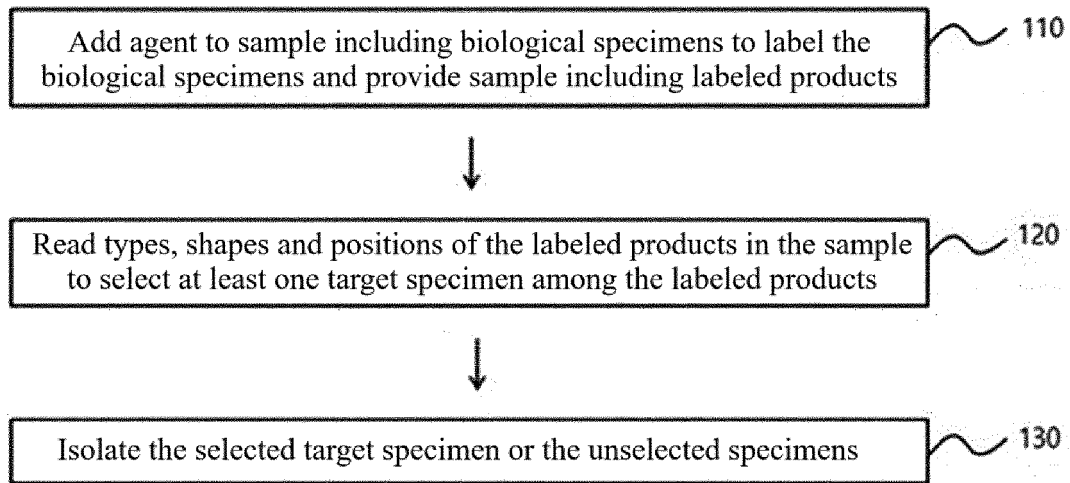 Add agent to sample including biological specimens to label the
biological specimens and provide sample including labeled products
110
Read types, shapes and positions of the labeled products in the sample
to select at least one target specimen among the labeled products
120
Isolate the selected target specimen or the unselected specimens
130